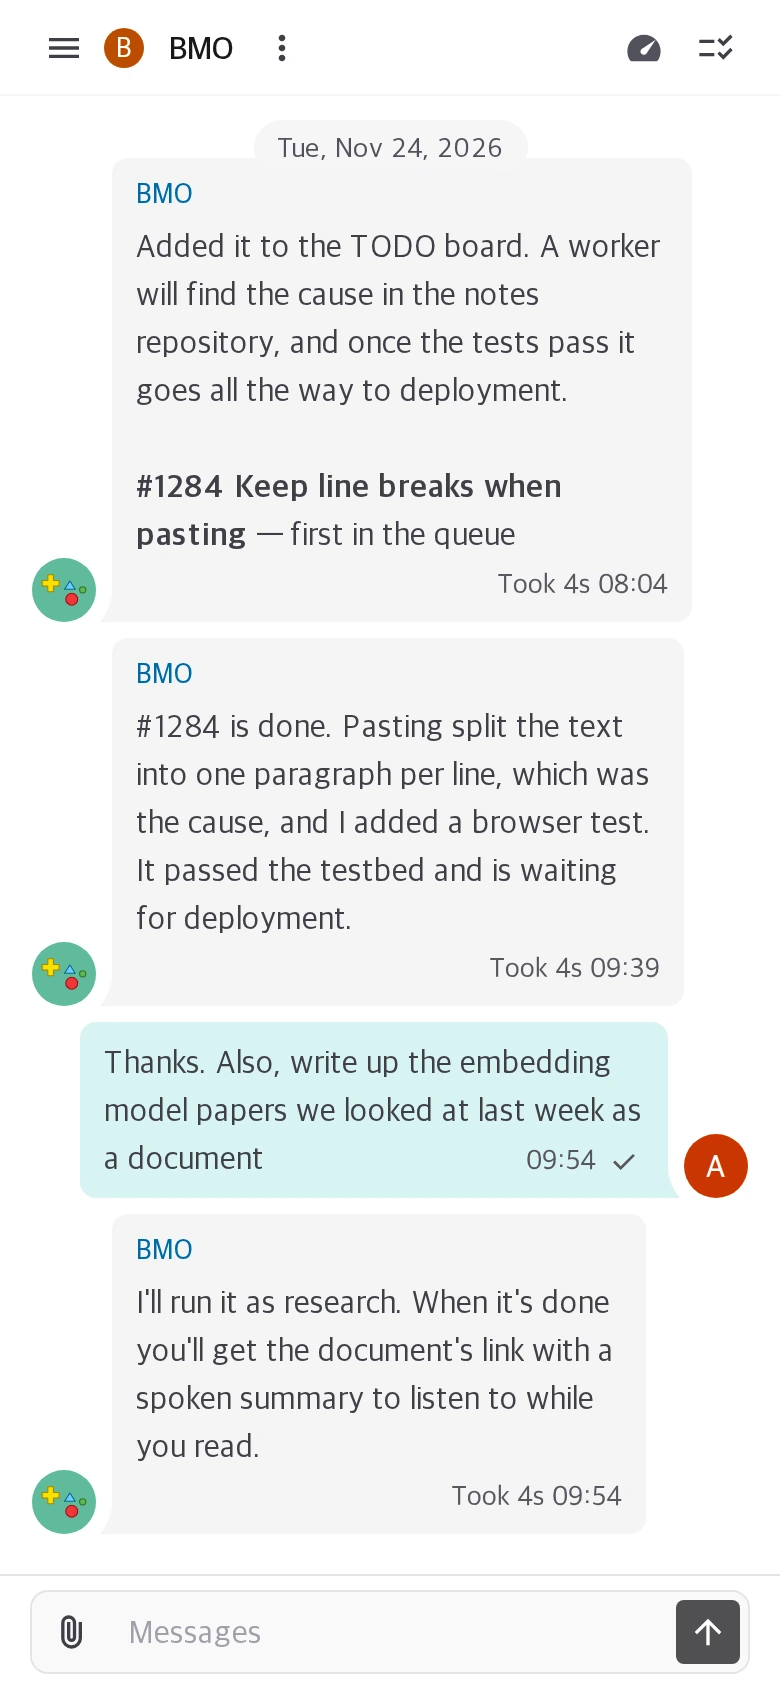 B BMO
Tue, Nov 24, 2026
BMO
Added it to the TODO board. A worker
will find the cause in the notes
repository, and once the tests pass it
goes all the way to deployment.
#1284 Keep line breaks when
pasting — first in the queue
Took 4s 08:04
BMO
#1284 is done. Pasting split the text
into one paragraph per line, which was
the cause, and I added a browser test.
It passed the testbed and is waiting
for deployment.
Took 4s 09:39
Thanks. Also, write up the embedding
model papers we looked at last week as
a document 09:54
A
BMO
I'll run it as research. When it's done
you'll get the document's link with a
spoken summary to listen to while
you read.
Took 4s 09:54
Messages